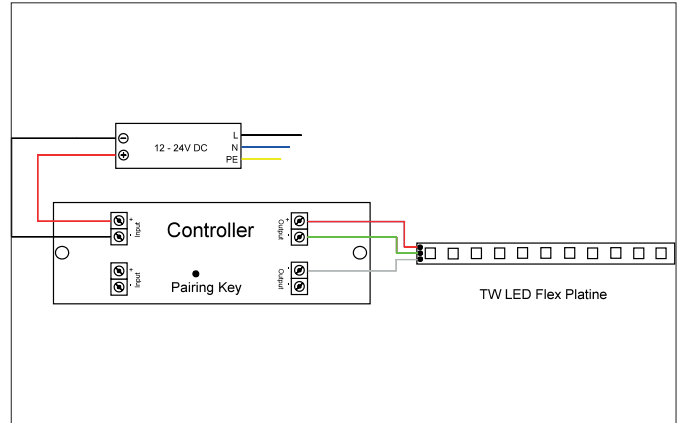 L
12 - 24V DC
N
PE
+
Input
-
Controller
+
Output
-
+
Input
-
Pairing Key
-
Output
-
TW LED Flex Platine